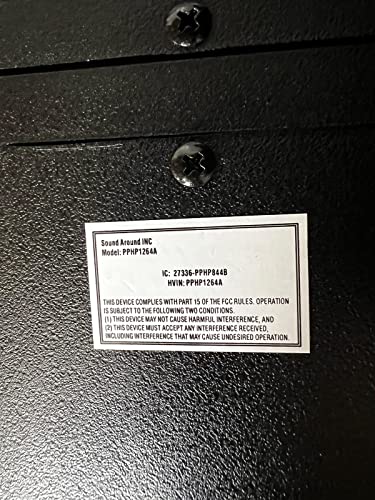 Sound Around INC
Model: PPHP1264A
IC: 27336-PPHP844B
HVIN: PPHP1264A
THIS DEVICE COMPLIES WITH PART 15 OF THE FCC RULES. OPERATION
IS SUBJECT TO THE FOLLOWING TWO CONDITIONS.
(1) THIS DEVICE MAY NOT CAUSE HARMFUL INTERFERENCE, AND
(2) THIS DEVICE MUST ACCEPT ANY INTERFERENCE RECEIVED,
INCLUDING INTERFERENCE THAT MAY CAUSE UNDESIRED OPERATION.